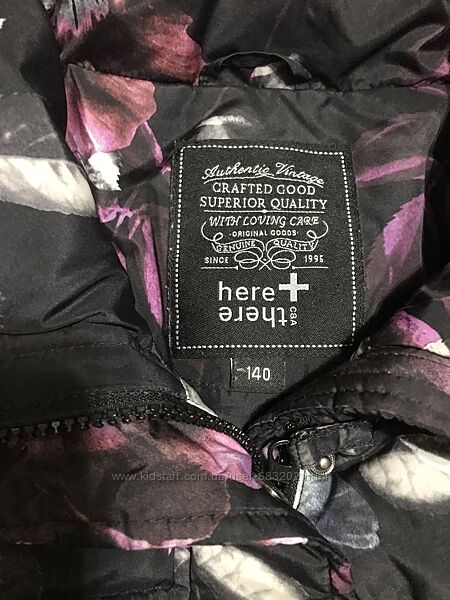 Authentic Vintage
CRAFTED GOOD
SUPERIOR QUALITY
WITH LOVING CARE
-ORIGINAL GOODS-
GENUINE QUALITY
SINCE 1995
here+
there
C&A
140